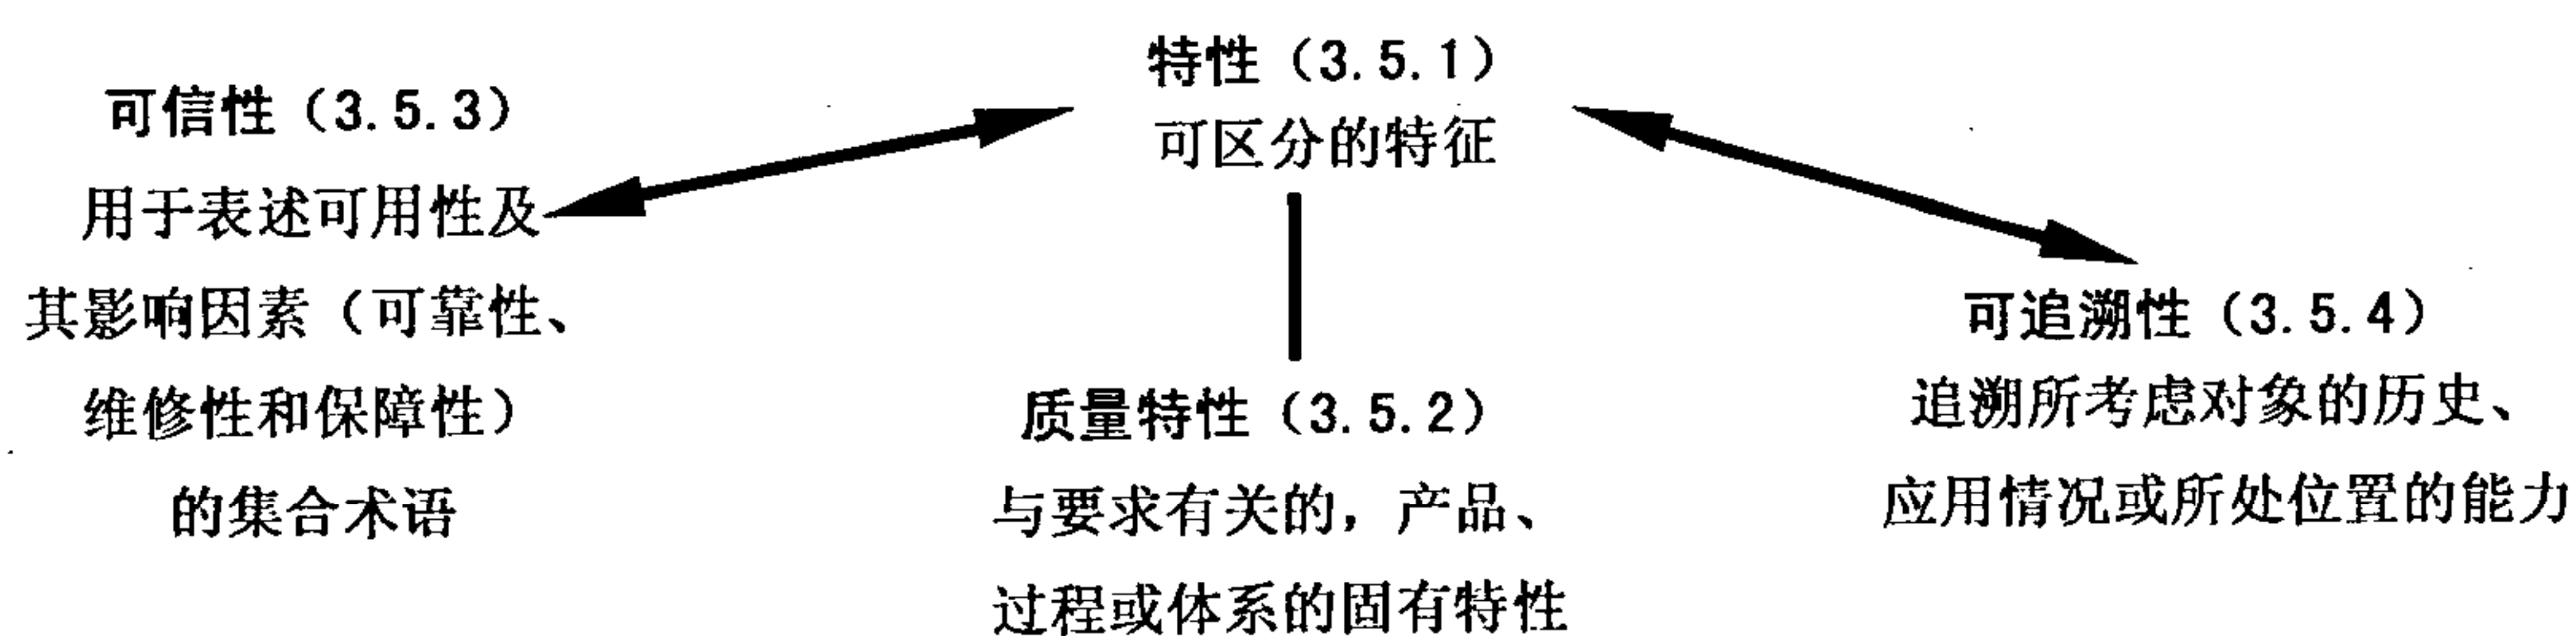 特性（3.5.1）
可区分的特征
可信性（3.5.3）
用于表述可用性及
其影响因素（可靠性、
维修性和保障性）
的集合术语
质量特性（3.5.2）
与要求有关的，产品、
过程或体系的固有特性
可追溯性（3.5.4）
追溯所考虑对象的历史、
应用情况或所处位置的能力